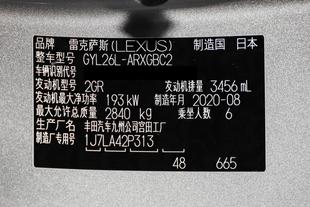 品牌 雷克萨斯(LEXUS) 制造国 日本
整车型号 GYL26L-ARXGBC2
车辆识别代号
发动机型号 2GR 发动机排量 3456 mL
发动机最大净功率 193 kW 制造年月 2020-08
最大允许总质量 2840 kg 乘坐人数 6
生产厂名 丰田汽车九州公司宫田工厂
制造厂专用号 1J7LA42P313
48 665